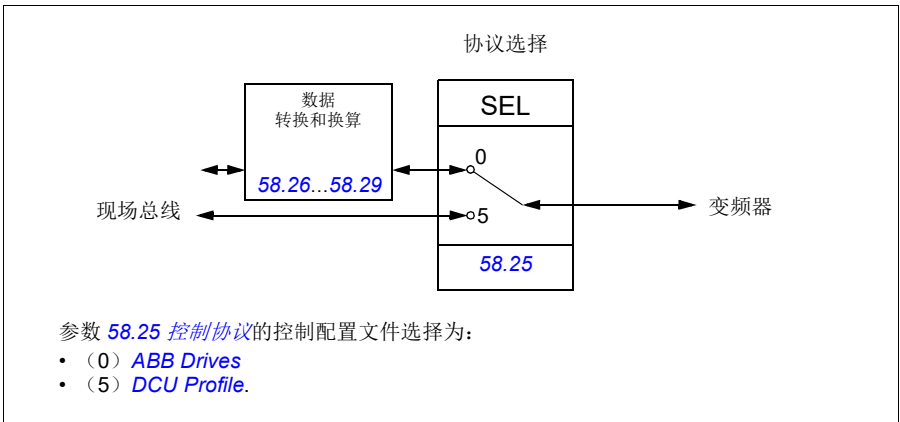 协议选择
数据
转换和换算
58.26...58.29
SEL
0
5
58.25
现场总线
变频器
参数 58.25 控制协议的控制配置文件选择为：
• （0）ABB Drives
• （5）DCU Profile.